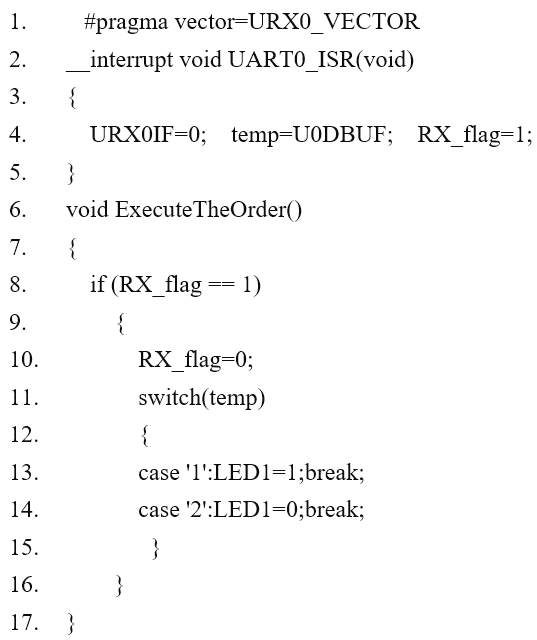 1. #pragma vector=URX0_VECTOR
2. __interrupt void UART0_ISR(void)
3. {
4. URX0IF=0; temp=U0DBUF; RX_flag=1;
5. }
6. void ExecuteTheOrder()
7. {
8. if (RX_flag == 1)
9. {
10. RX_flag=0;
11. switch(temp)
12. {
13. case '1':LED1=1;break;
14. case '2':LED1=0;break;
15. }
16. }
17. }